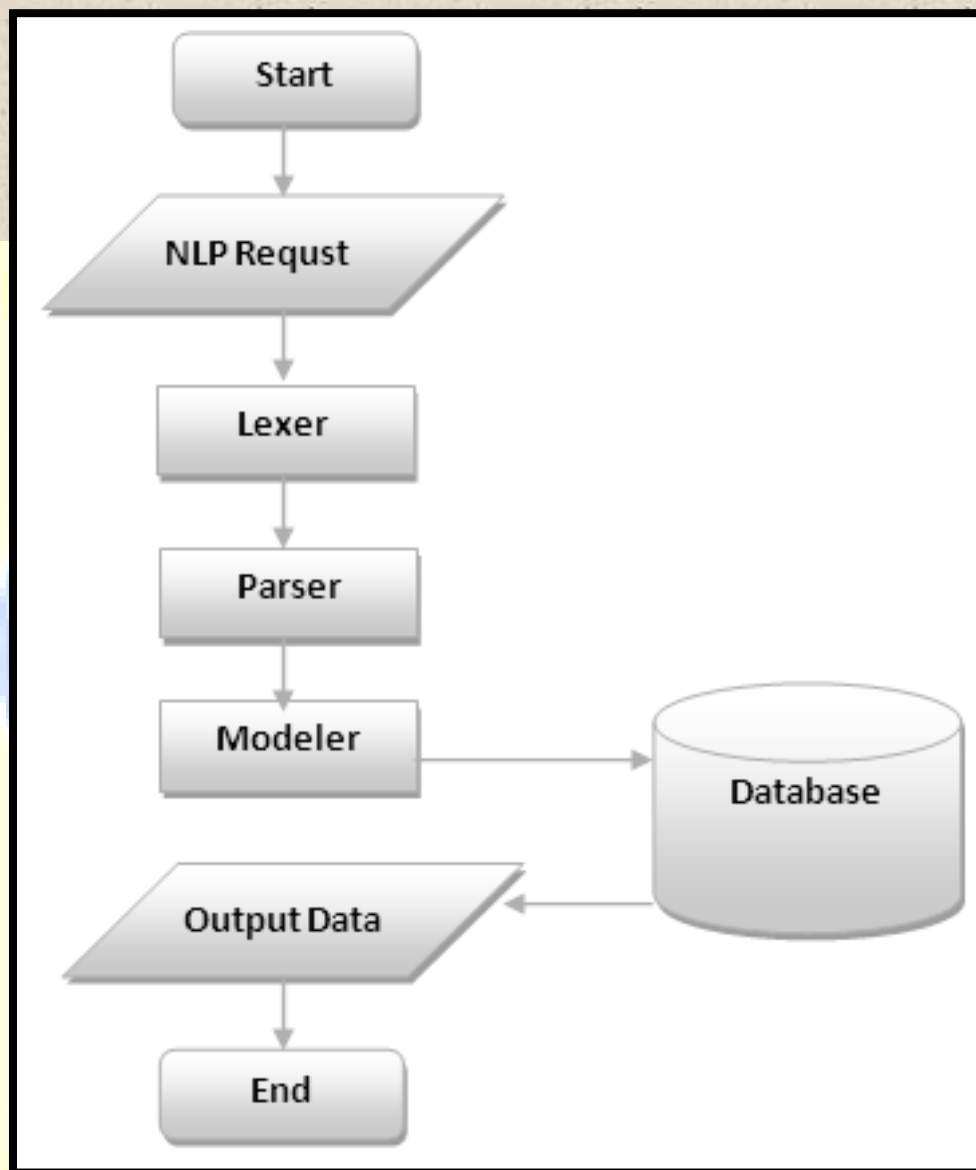 Start
NLP Requst
Lexer
Parser
Modeler
Database
Output Data
End